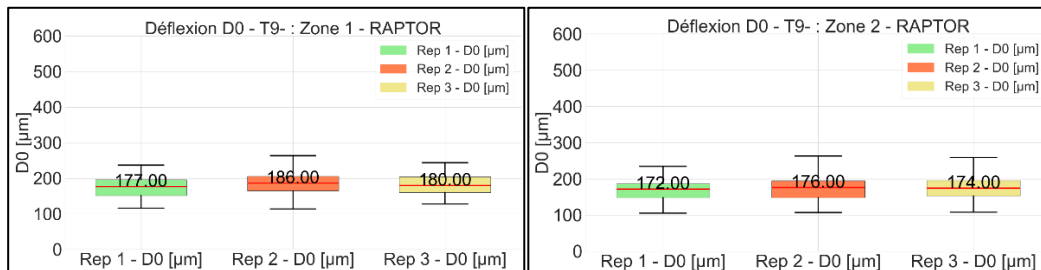 Déflexion D0 - T9- : Zone 1 - RAPTOR
600
500
400
300
200
100
0
D0 [µm]
Rep 1 - D0 [µm]
Rep 2 - D0 [µm]
Rep 3 - D0 [µm]
177.00
186.00
180.00
Rep 1 - D0 [µm]
Rep 2 - D0 [µm]
Rep 3 - D0 [µm]
Déflexion D0 - T9- : Zone 2 - RAPTOR
600
500
400
300
200
100
0
D0 [µm]
Rep 1 - D0 [µm]
Rep 2 - D0 [µm]
Rep 3 - D0 [µm]
172.00
176.00
174.00
Rep 1 - D0 [µm]
Rep 2 - D0 [µm]
Rep 3 - D0 [µm]